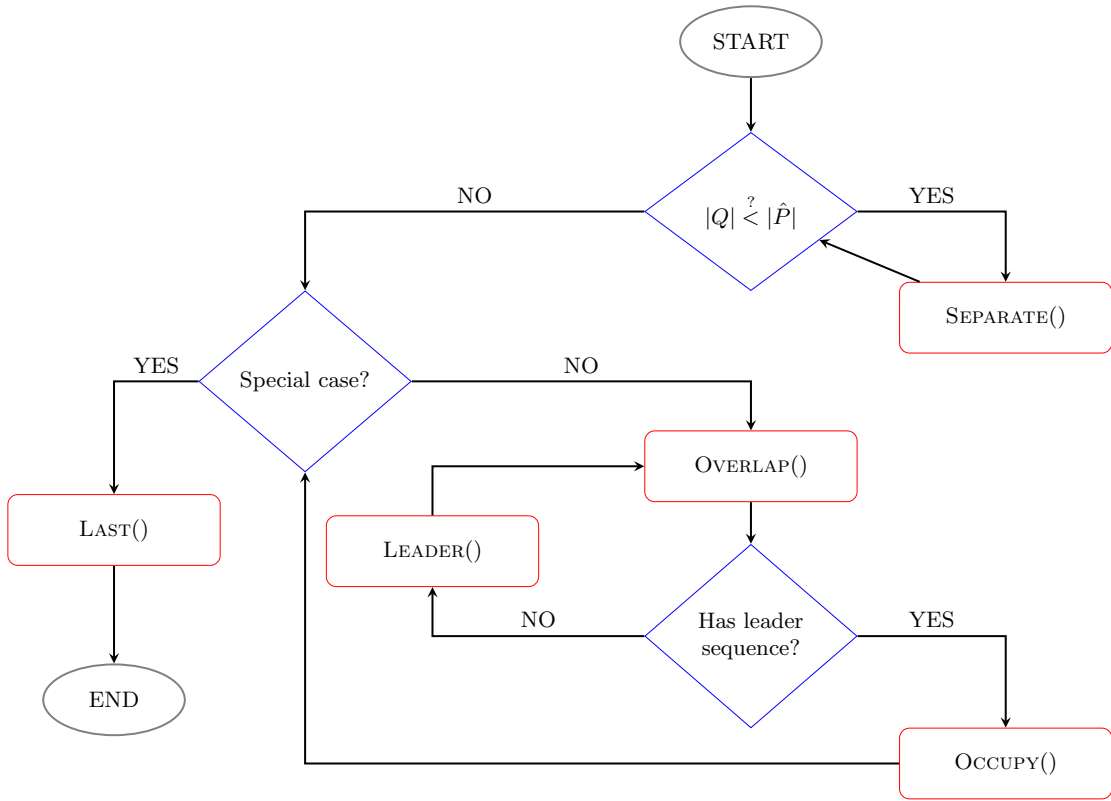 START
NO
YES
|Q| <? |P̂|
SEPARATE()
YES
Special case?
NO
OVERLAP()
LAST()
LEADER()
NO
Has leader
sequence?
YES
END
OCCUPY()